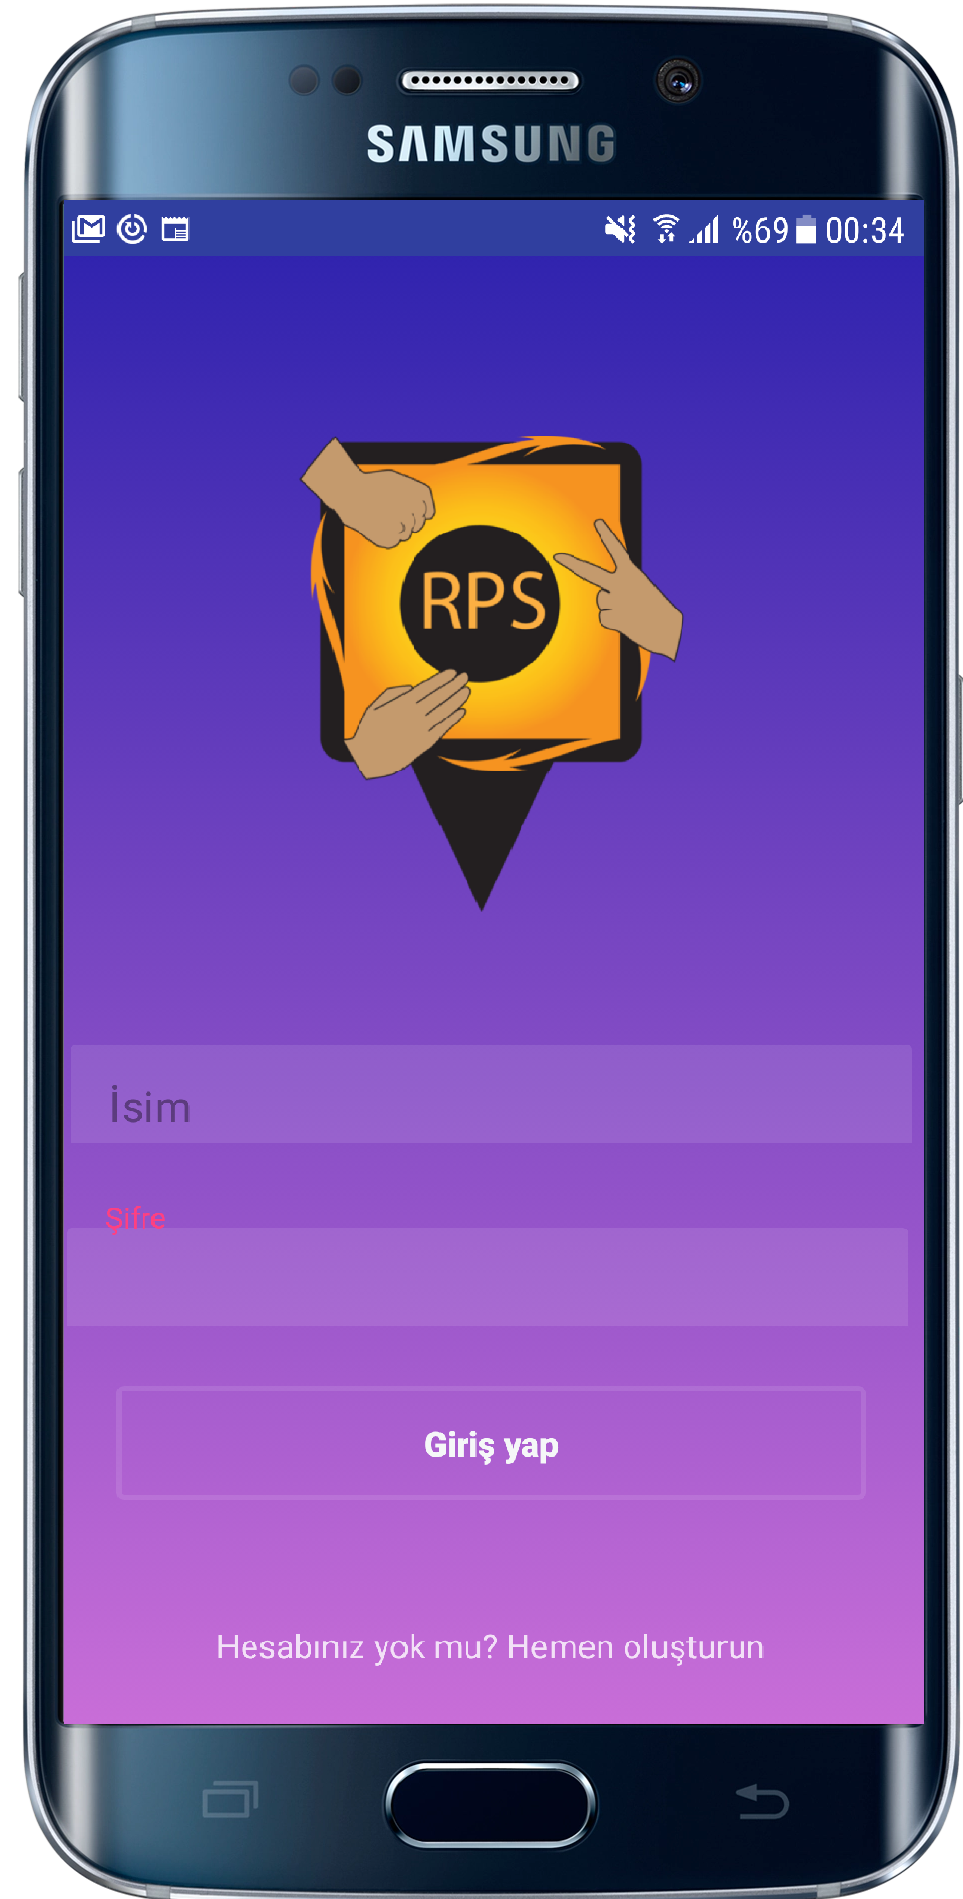 SAMSUNG
%69 00:34
RPS
İsim
Şifre
Giriş yap
Hesabınız yok mu? Hemen oluşturun